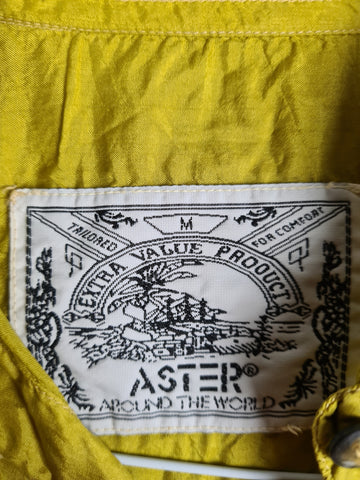 M
TAILORED FOR COMFORT
EXTRA VALUE PRODUCT
ASTER®
AROUND THE WORLD